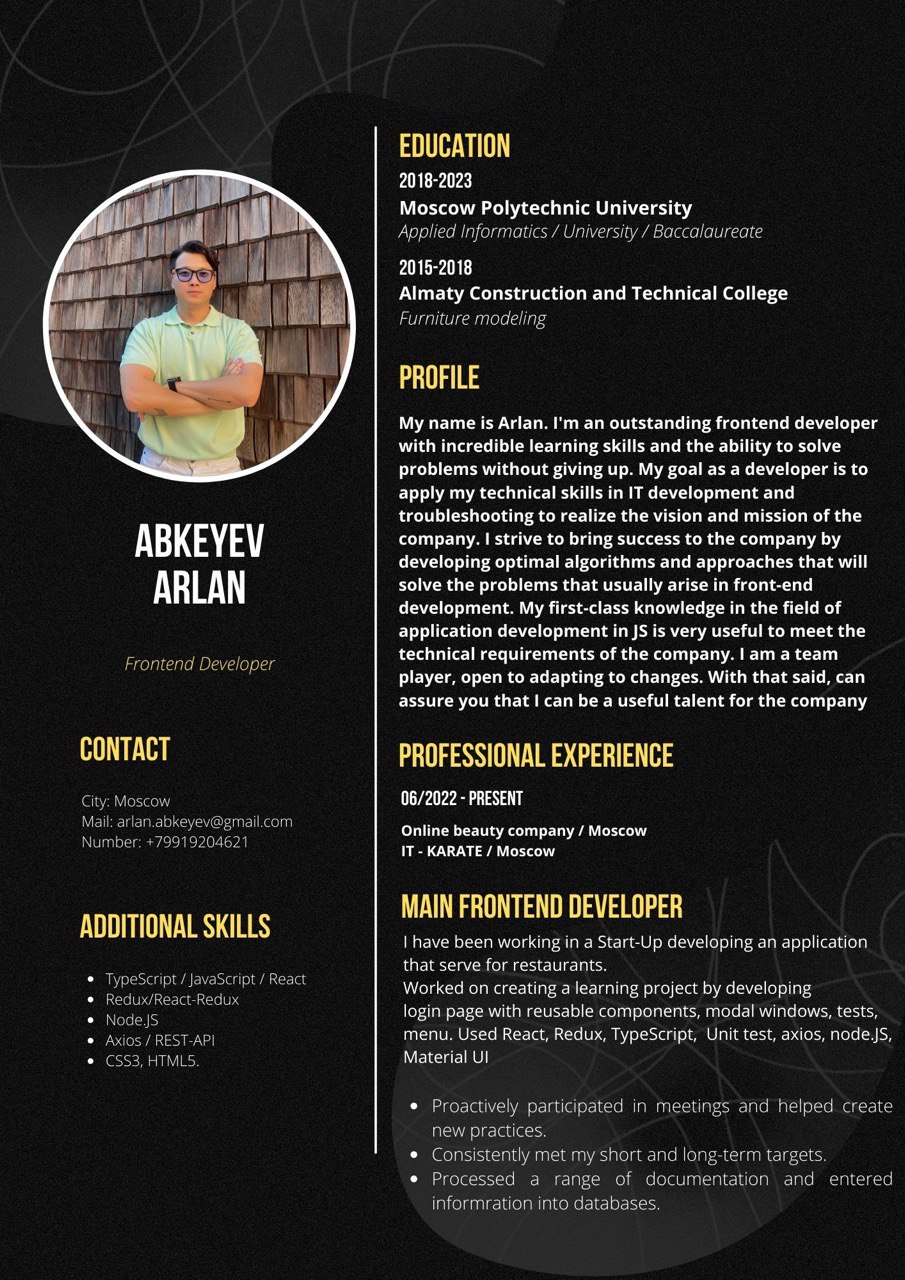 ABKEYEV
ARLAN
Frontend Developer
CONTACT
City: Moscow
Mail: arlan.abkeyev@gmail.com
Number: +79919204621
ADDITIONAL SKILLS
TypeScript / JavaScript / React
Redux/React-Redux
Node.JS
Axios / REST-API
CSS3, HTML5.
EDUCATION
2018-2023
Moscow Polytechnic University
Applied Informatics / University / Baccalaureate
2015-2018
Almaty Construction and Technical College
Furniture modeling
PROFILE
My name is Arlan. I'm an outstanding frontend developer
with incredible learning skills and the ability to solve
problems without giving up. My goal as a developer is to
apply my technical skills in IT development and
troubleshooting to realize the vision and mission of the
company. I strive to bring success to the company by
developing optimal algorithms and approaches that will
solve the problems that usually arise in front-end
development. My first-class knowledge in the field of
application development in JS is very useful to meet the
technical requirements of the company. I am a team
player, open to adapting to changes. With that said, can
assure you that I can be a useful talent for the company
PROFESSIONAL EXPERIENCE
06/2022 - PRESENT
Online beauty company / Moscow
IT - KARATE / Moscow
MAIN FRONTEND DEVELOPER
I have been working in a Start-Up developing an application
that serve for restaurants.
Worked on creating a learning project by developing
login page with reusable components, modal windows, tests,
menu. Used React, Redux, TypeScript,  Unit test, axios, node.JS,
Material UI
Proactively participated in meetings and helped create
new practices.
Consistently met my short and long-term targets.
Processed a range of documentation and entered
informration into databases.